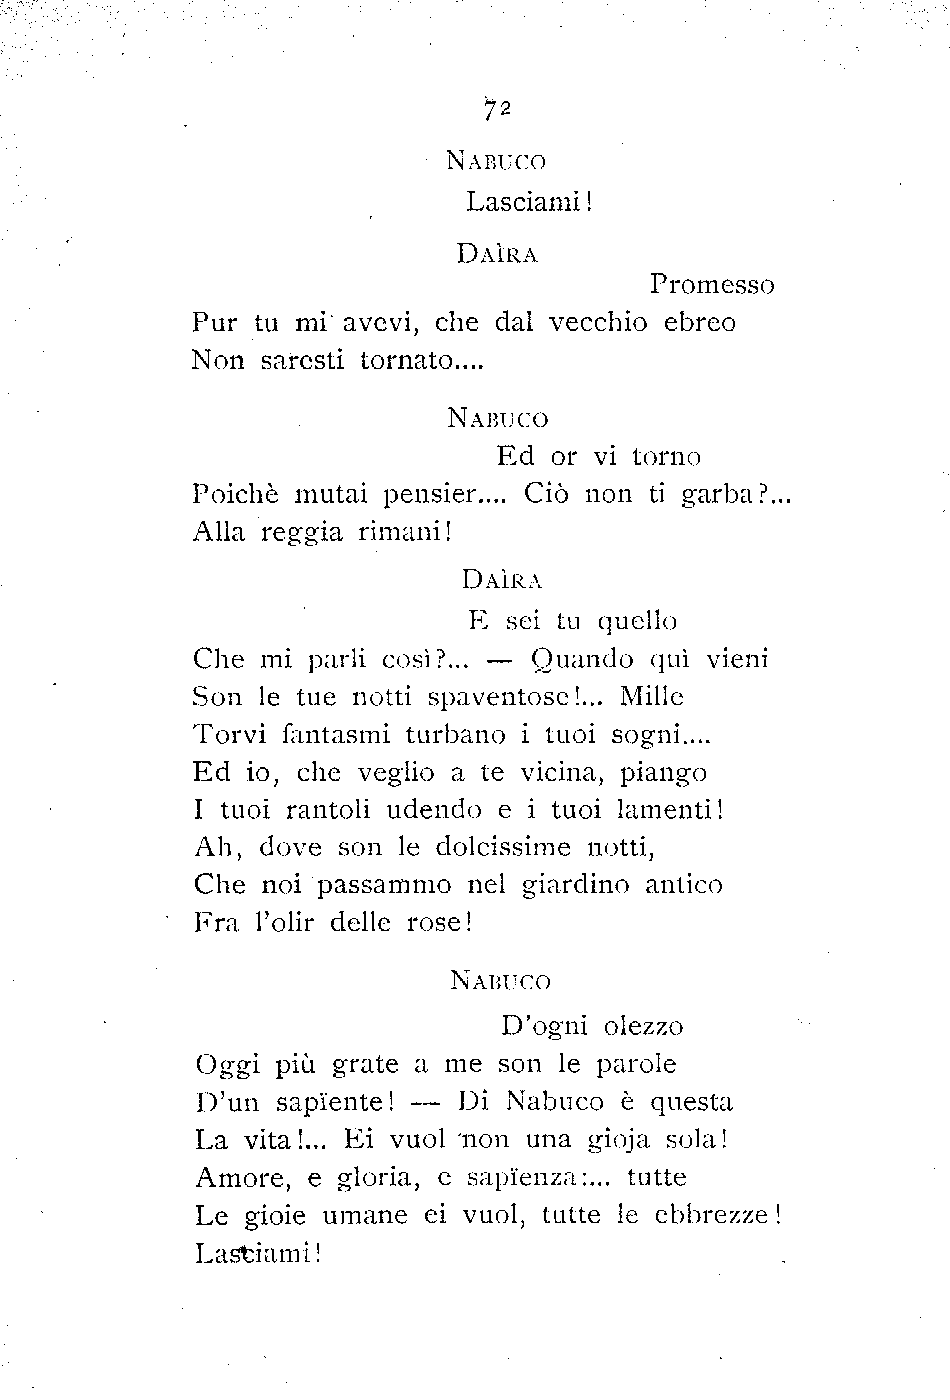 72
NABUCO
Lasciami!
DAÌRA
Promesso
Pur tu mi avevi, che dal vecchio ebreo
Non saresti tornato....
NABUCO
Ed or vi torno
Poichè mutai pensier.... Ciò non ti garba?...
Alla reggia rimani!
DAÌRA
E sei tu quello
Che mi parli così?... — Quando quì vieni
Son le tue notti spaventose!... Mille
Torvi fantasmi turbano i tuoi sogni....
Ed io, che veglio a te vicina, piango
I tuoi rantoli udendo e i tuoi lamenti!
Ah, dove son le dolcissime notti,
Che noi passammo nel giardino antico
Fra l'olir delle rose!
NABUCO
D'ogni olezzo
Oggi più grate a me son le parole
D'un sapïente! — Di Nabuco è questa
La vita!... Ei vuol non una gioja sola!
Amore, e gloria, e sapïenza:... tutte
Le gioie umane ei vuol, tutte le ebbrezze!
Lasciami!